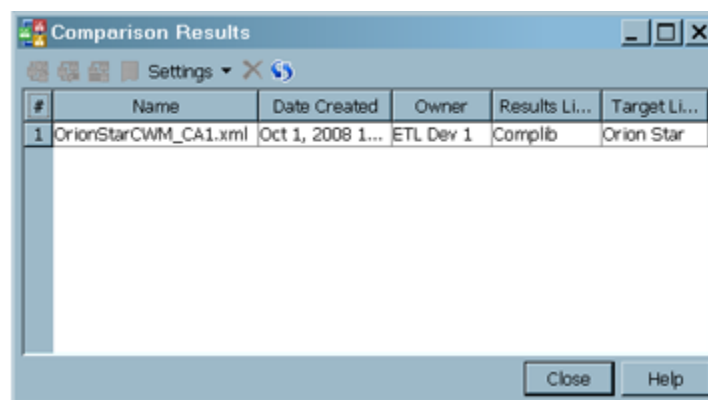 Comparison Results
Settings
# Name Date Created Owner Results Li... Target Li...
1 OrionStarCWM_CA1.xml Oct 1, 2008 1... ETL Dev 1 Complib Orion Star
Close Help